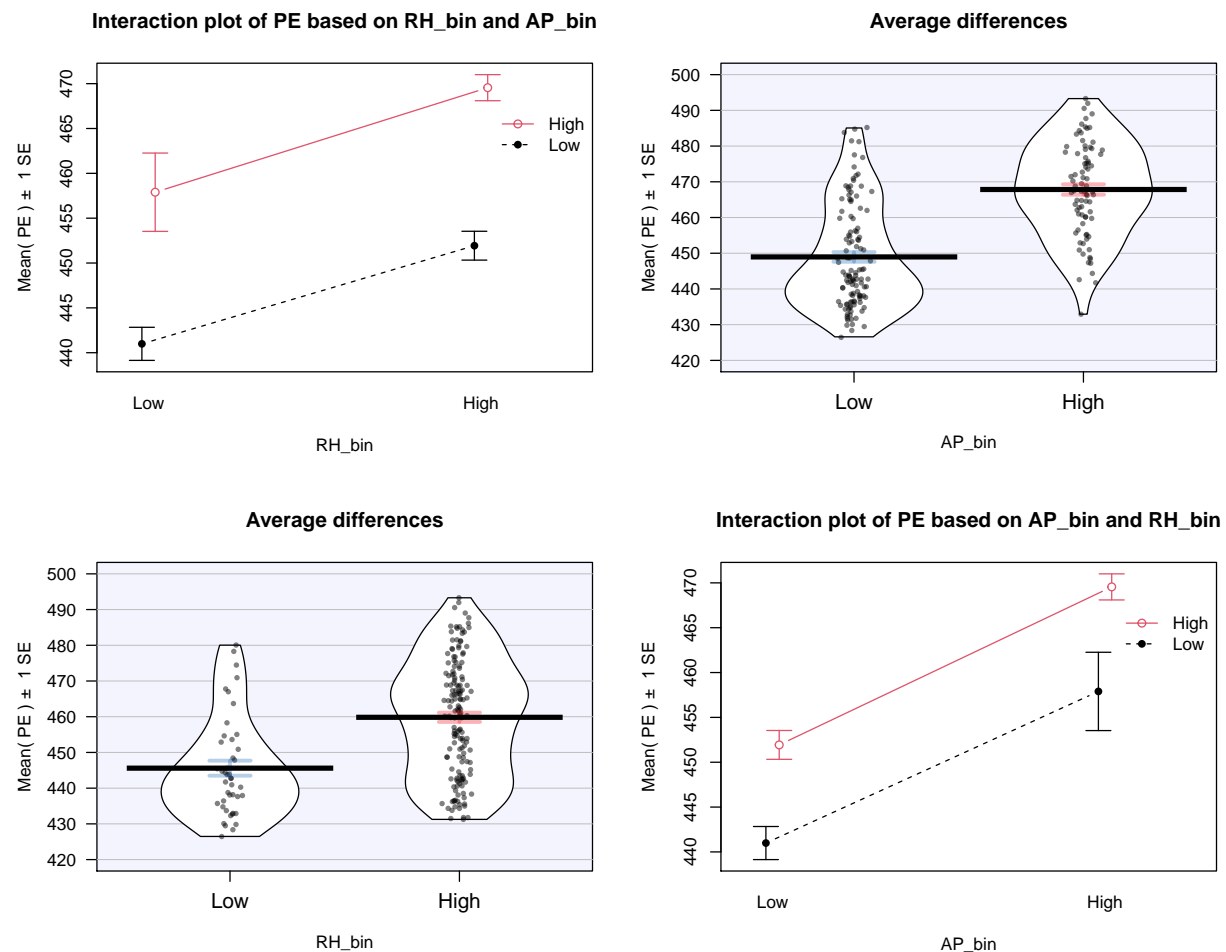 Interaction plot of PE based on RH_bin and AP_bin
Mean( PE ) ± 1 SE
470
465
460
455
450
445
440
High
Low
Low
High
RH_bin
Average differences
Mean( PE ) ± 1 SE
500
490
480
470
460
450
440
430
420
Low
High
AP_bin
Average differences
Mean( PE ) ± 1 SE
500
490
480
470
460
450
440
430
420
Low
High
RH_bin
Interaction plot of PE based on AP_bin and RH_bin
Mean( PE ) ± 1 SE
470
465
460
455
450
445
440
High
Low
Low
High
AP_bin